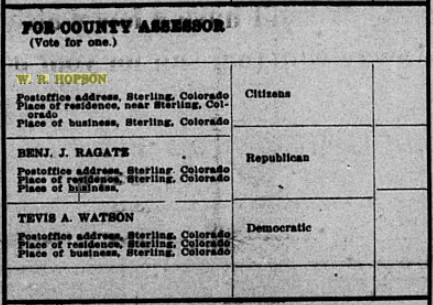 FOR COUNTY ASSESSOR
(Vote for one.)
W. R. HOPSON
Postoffice address, Sterling, Colorado
Place of residence, near Sterling, Col-
orado
Place of business, Sterling, Colorado
Citizens
BENJ. J. RAGATZ
Postoffice address, Sterling, Colorado
Place of residence, Sterling, Colorado
Place of business,
Republican
TEVIS A. WATSON
Postoffice address, Sterling, Colorado
Place of residence, Sterling, Colorado
Place of business, Sterling, Colorado
Democratic